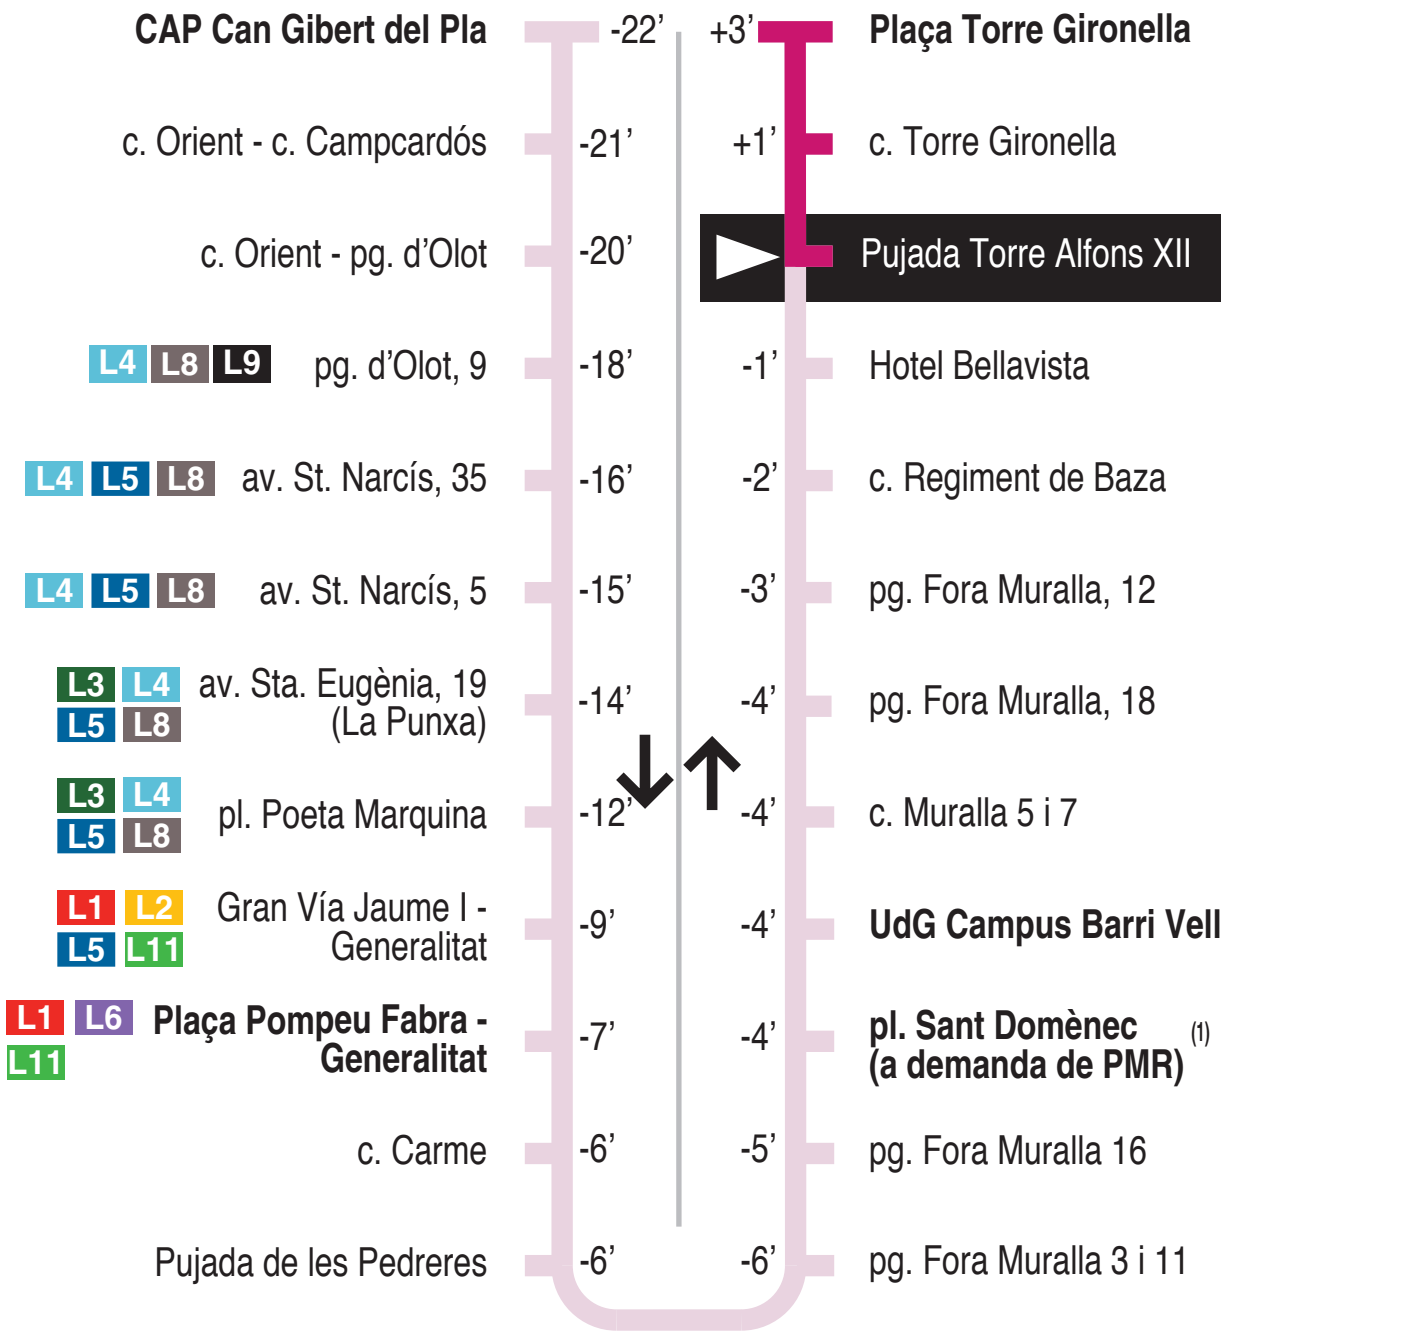 CAP Can Gibert del Pla -22’
c. Orient - c. Campcardós -21’
c. Orient - pg. d’Olot -20’
L4 L8 L9 pg. d’Olot, 9 -18’
L4 L5 L8 av. St. Narcís, 35 -16’
L4 L5 L8 av. St. Narcís, 5 -15’
L3 L4 av. Sta. Eugènia, 19
L5 L8 (La Punxa) -14’
L3 L4
L5 L8 pl. Poeta Marquina -12’
L1 L2 Gran Vía Jaume I -
L5 L11 Generalitat -9’
L1 L6 Plaça Pompeu Fabra -
L11 Generalitat -7’
c. Carme -6’
Pujada de les Pedreres -6’
+3’ Plaça Torre Gironella
+1’ c. Torre Gironella
Pujada Torre Alfons XII
-1’ Hotel Bellavista
-2’ c. Regiment de Baza
-3’ pg. Fora Muralla, 12
-4’ pg. Fora Muralla, 18
-4’ c. Muralla 5 i 7
-4’ UdG Campus Barri Vell
-4’ pl. Sant Domènec (1)
(a demanda de PMR)
-5’ pg. Fora Muralla 16
-6’ pg. Fora Muralla 3 i 11